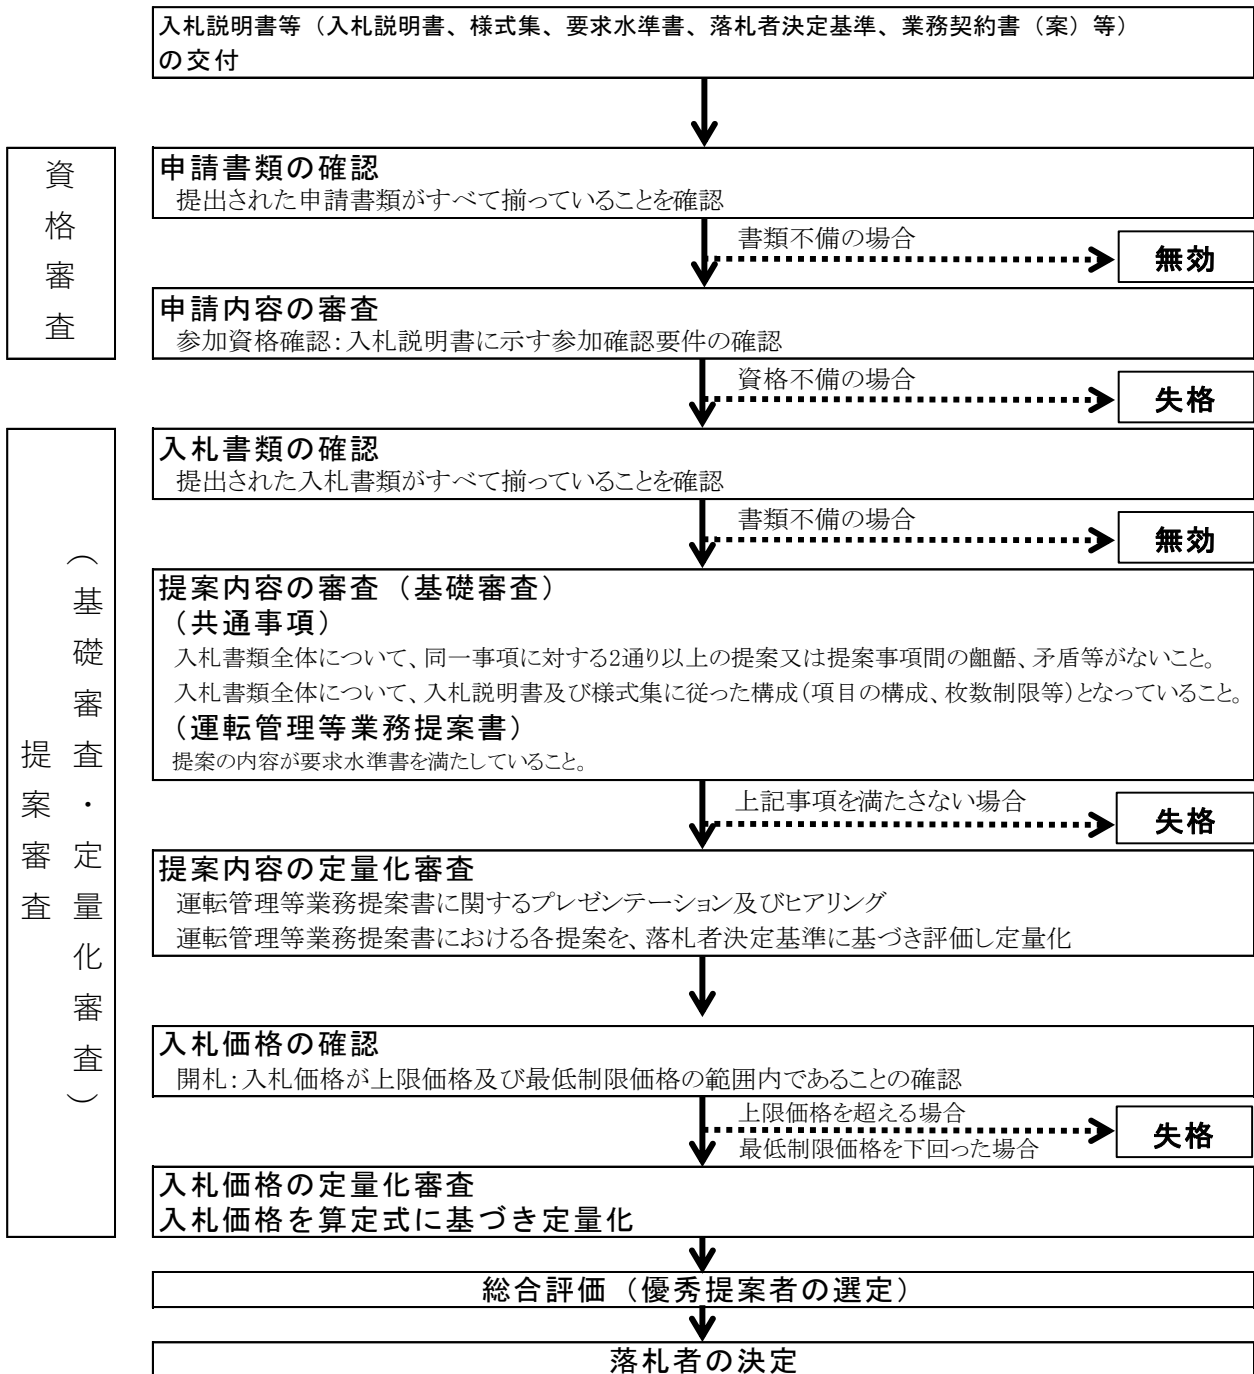 入札説明書等（入札説明書、様式集、要求水準書、落札者決定基準、業務契約書（案）等）
の交付
資格審査
申請書類の確認
提出された申請書類がすべて揃っていることを確認
書類不備の場合
無効
申請内容の審査
参加資格確認：入札説明書に示す参加確認要件の確認
資格不備の場合
失格
提案審査
（基礎審査・定量化審査）
入札書類の確認
提出された入札書類がすべて揃っていることを確認
書類不備の場合
無効
提案内容の審査（基礎審査）
（共通事項）
入札書類全体について、同一事項に対する2通り以上の提案又は提案事項間の齟齬、矛盾等がないこと。
入札書類全体について、入札説明書及び様式集に従った構成（項目の構成、枚数制限等）となっていること。
（運転管理等業務提案書）
提案の内容が要求水準書を満たしていること。
上記事項を満たさない場合
失格
提案内容の定量化審査
運転管理等業務提案書に関するプレゼンテーション及びヒアリング
運転管理等業務提案書における各提案を、落札者決定基準に基づき評価し定量化
入札価格の確認
開札：入札価格が上限価格及び最低制限価格の範囲内であることの確認
上限価格を超える場合
最低制限価格を下回った場合
失格
入札価格の定量化審査
入札価格を算定式に基づき定量化
総合評価（優秀提案者の選定）
落札者の決定